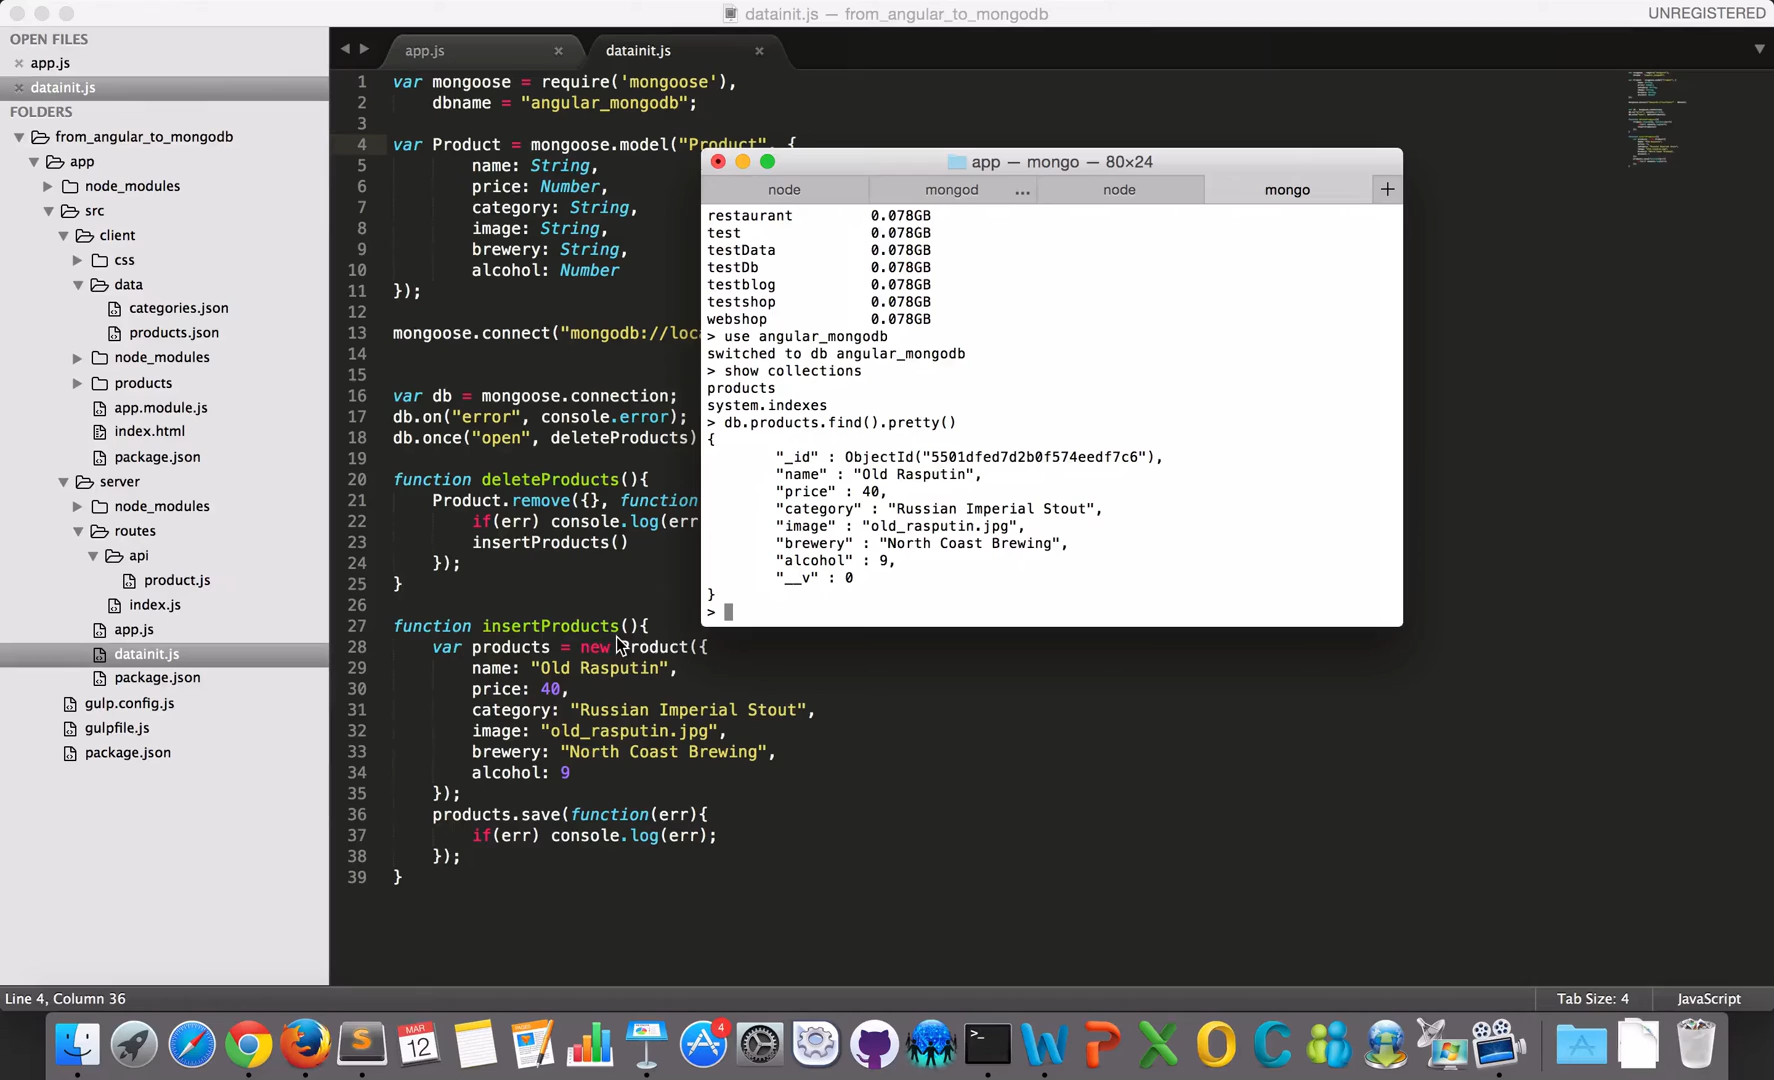 datainit.js — from_angular_to_mongodb
UNREGISTERED
OPEN FILES
app.js
datainit.js
FOLDERS
from_angular_to_mongodb
app
node_modules
src
client
css
data
categories.json
products.json
node_modules
products
app.module.js
index.html
package.json
server
node_modules
routes
api
product.js
index.js
app.js
datainit.js
package.json
gulp.config.js
gulpfile.js
package.json
app.js
datainit.js
1 var mongoose = require('mongoose'),
2 dbname = "angular_mongodb";
3
4 var Product = mongoose.model("Product", {
5 name: String,
6 price: Number,
7 category: String,
8 image: String,
9 brewery: String,
10 alcohol: Number
11 });
12
13 mongoose.connect("mongodb://loc
14
15
16 var db = mongoose.connection;
17 db.on("error", console.error);
18 db.once("open", deleteProducts)
19
20 function deleteProducts(){
21 Product.remove({}, function
22 if(err) console.log(err
23 insertProducts()
24 });
25 }
26
27 function insertProducts(){
28 var products = new Product({
29 name: "Old Rasputin",
30 price: 40,
31 category: "Russian Imperial Stout",
32 image: "old_rasputin.jpg",
33 brewery: "North Coast Brewing",
34 alcohol: 9
35 });
36 products.save(function(err){
37 if(err) console.log(err);
38 });
39 }
app — mongo — 80×24
node
mongod ...
node
mongo
+
restaurant 0.078GB
test 0.078GB
testData 0.078GB
testDb 0.078GB
testblog 0.078GB
testshop 0.078GB
webshop 0.078GB
> use angular_mongodb
switched to db angular_mongodb
> show collections
products
system.indexes
> db.products.find().pretty()
{
"_id" : ObjectId("5501dfed7d2b0f574eedf7c6"),
"name" : "Old Rasputin",
"price" : 40,
"category" : "Russian Imperial Stout",
"image" : "old_rasputin.jpg",
"brewery" : "North Coast Brewing",
"alcohol" : 9,
"__v" : 0
}
>
Line 4, Column 36
Tab Size: 4
JavaScript
MAR
12
4